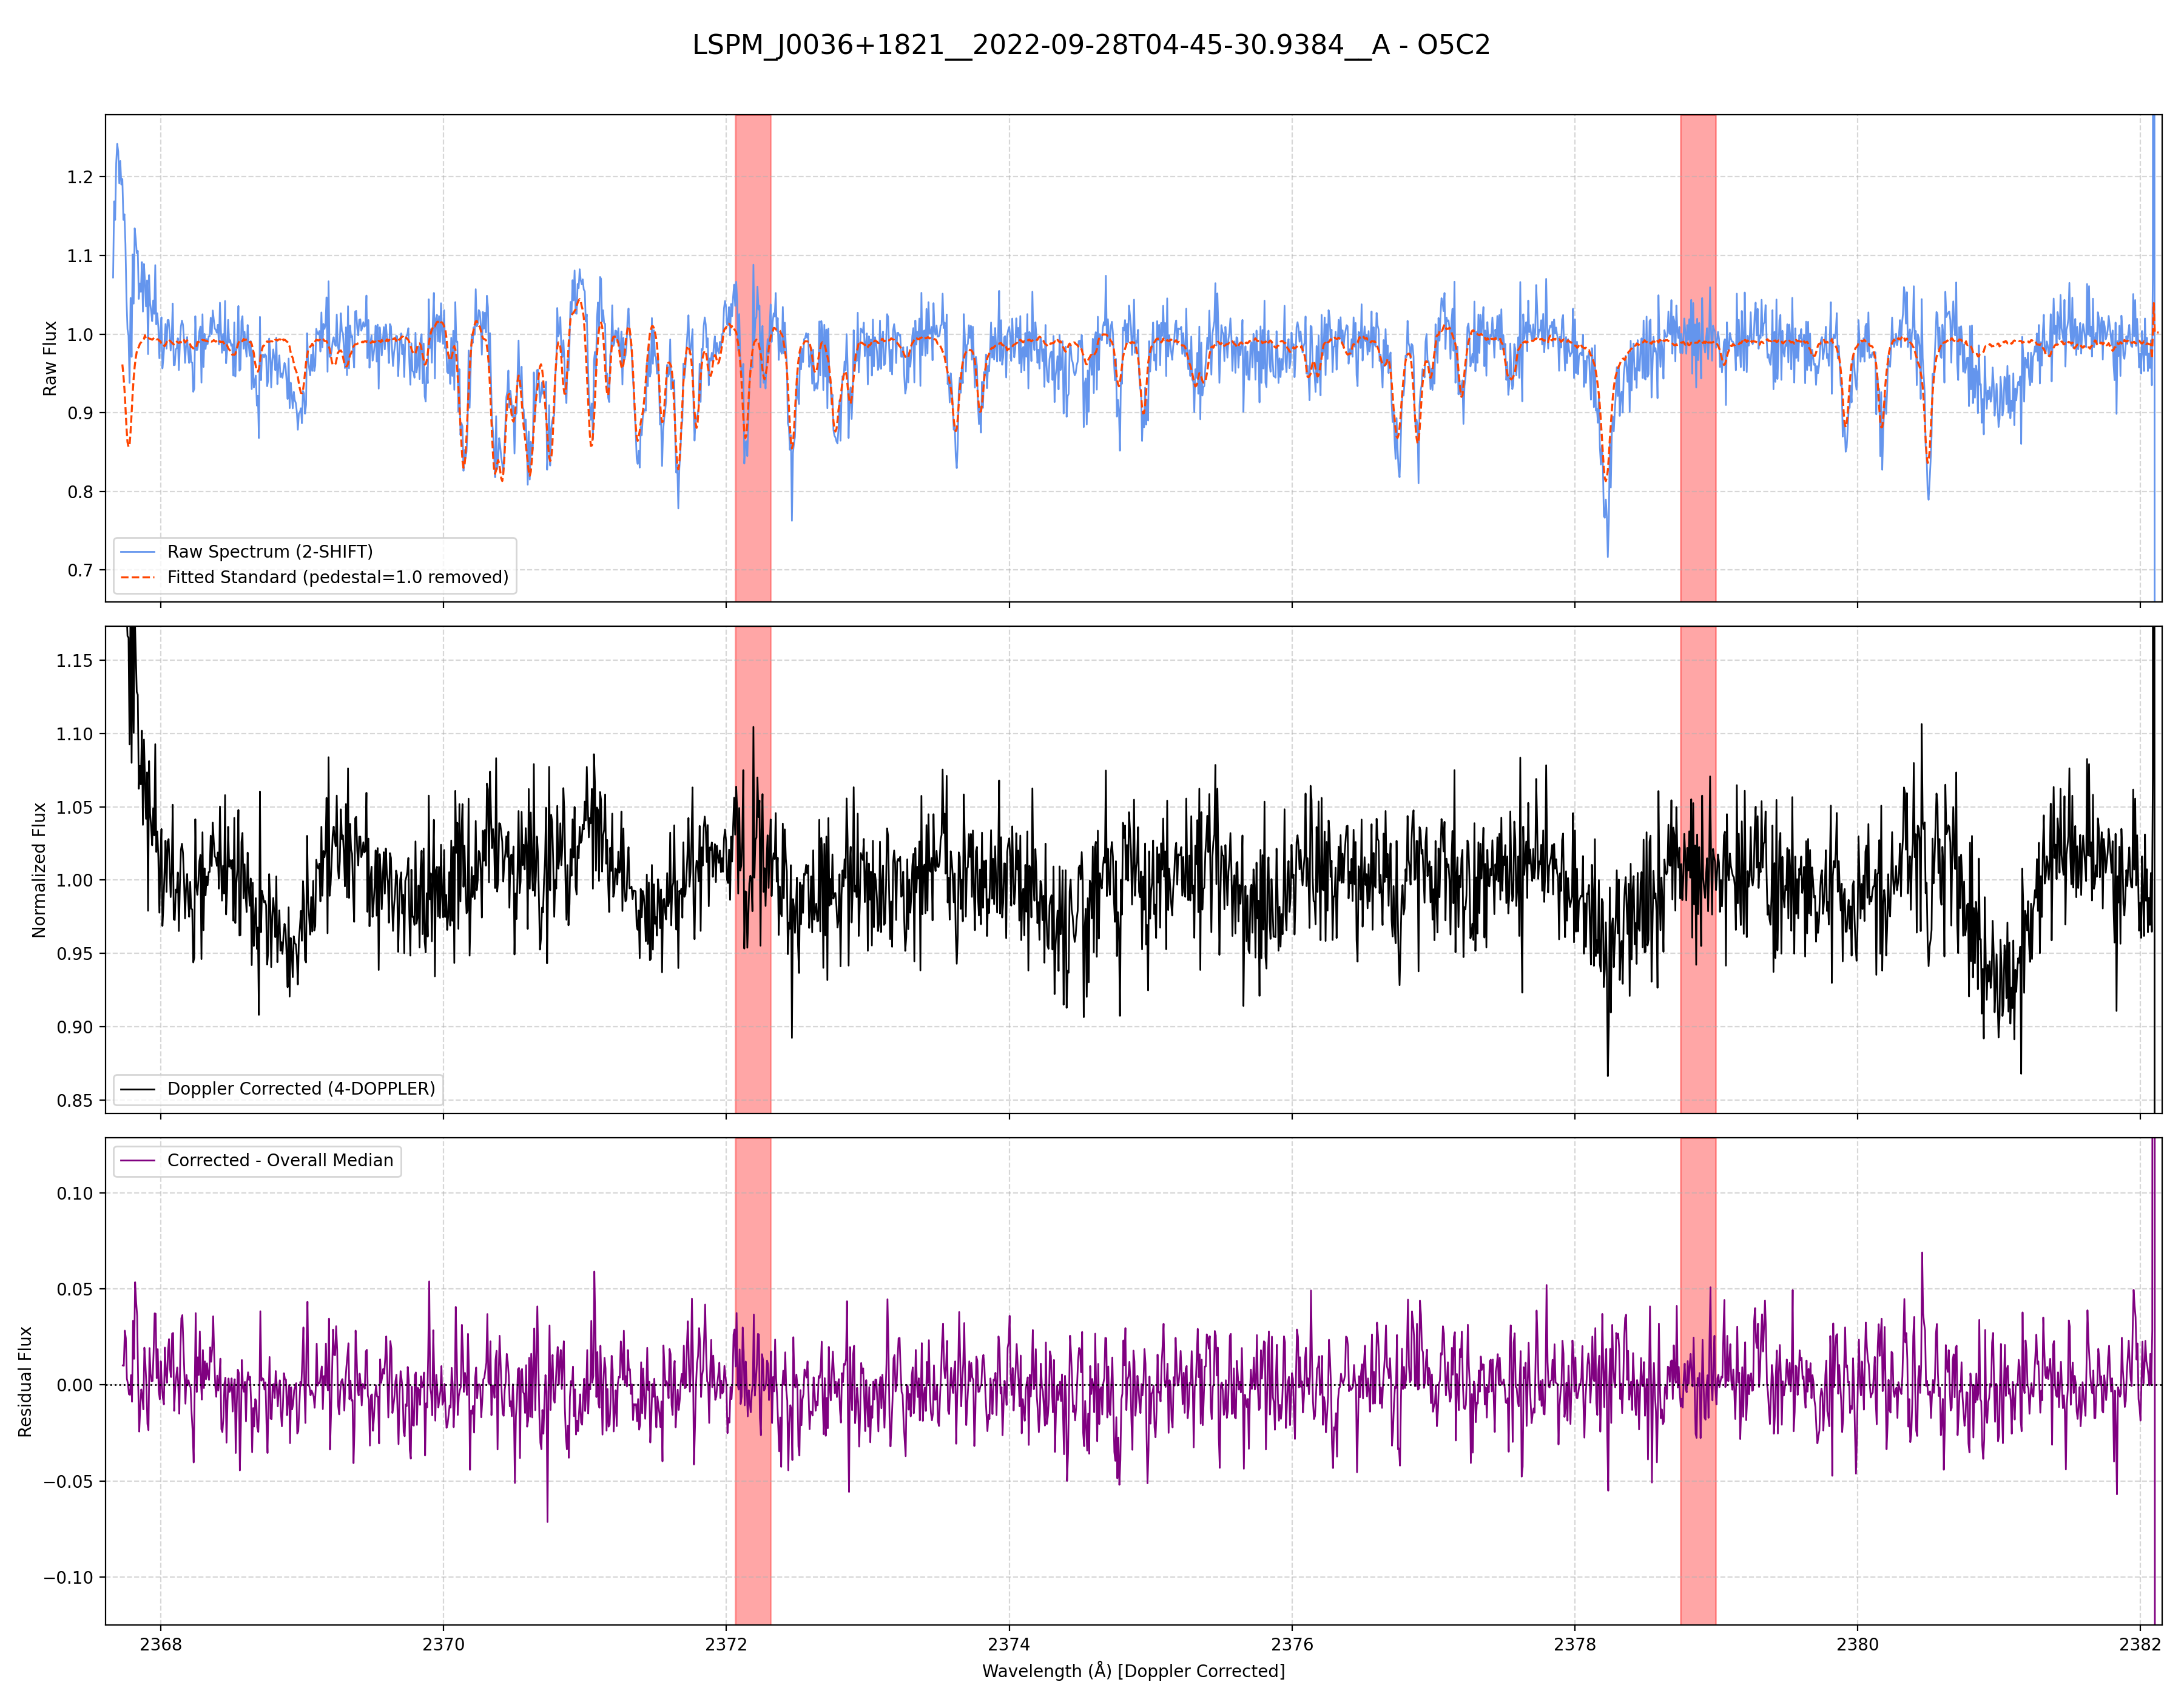 LSPM_J0036+1821__2022-09-28T04-45-30.9384__A - O5C2
1.2
1.1
1.0
0.9
0.8
0.7
Raw Flux
Raw Spectrum (2-SHIFT)
Fitted Standard (pedestal=1.0 removed)
1.15
1.10
1.05
1.00
0.95
0.90
0.85
Normalized Flux
Doppler Corrected (4-DOPPLER)
0.10
0.05
0.00
−0.05
−0.10
Residual Flux
Corrected - Overall Median
2368 2370 2372 2374 2376 2378 2380 2382
Wavelength (Å) [Doppler Corrected]